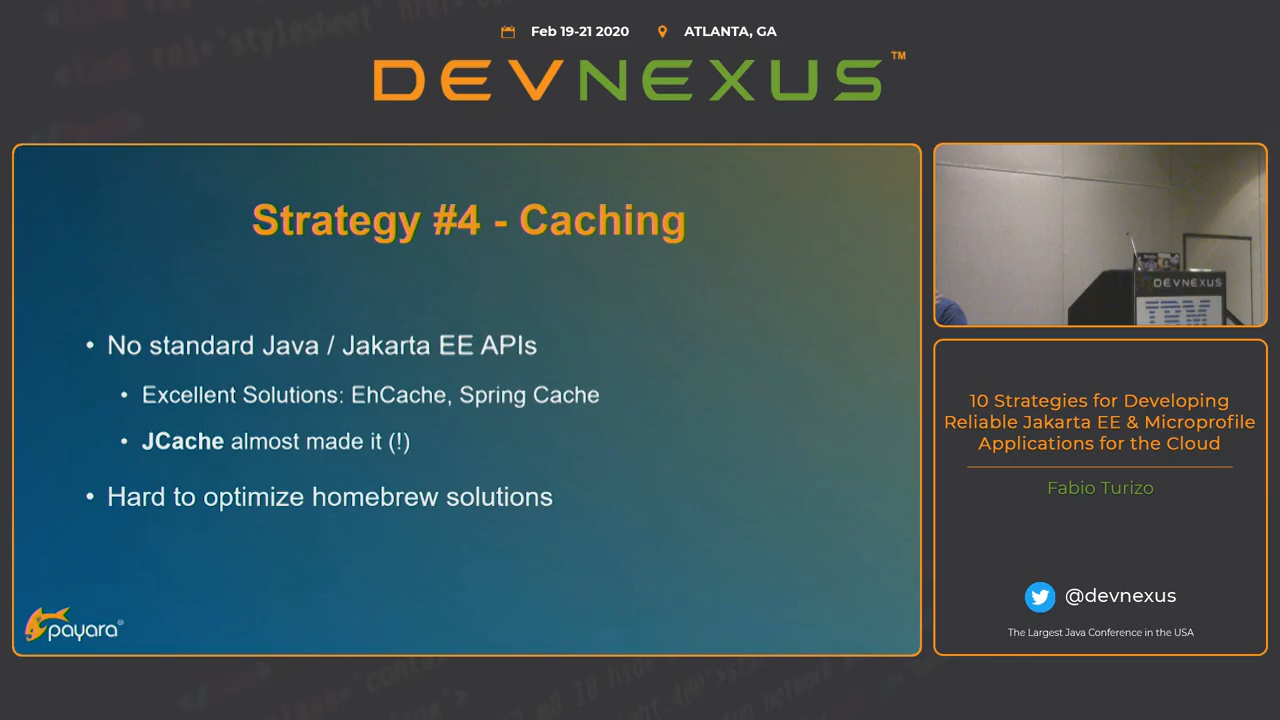 Feb 19-21 2020 ATLANTA, GA
DEVNEXUS™
Strategy #4 - Caching
• No standard Java / Jakarta EE APIs
• Excellent Solutions: EhCache, Spring Cache
• JCache almost made it (!)
• Hard to optimize homebrew solutions
payara®
DEVNEXUS
IBM
10 Strategies for Developing
Reliable Jakarta EE & Microprofile
Applications for the Cloud
Fabio Turizo
@devnexus
The Largest Java Conference in the USA